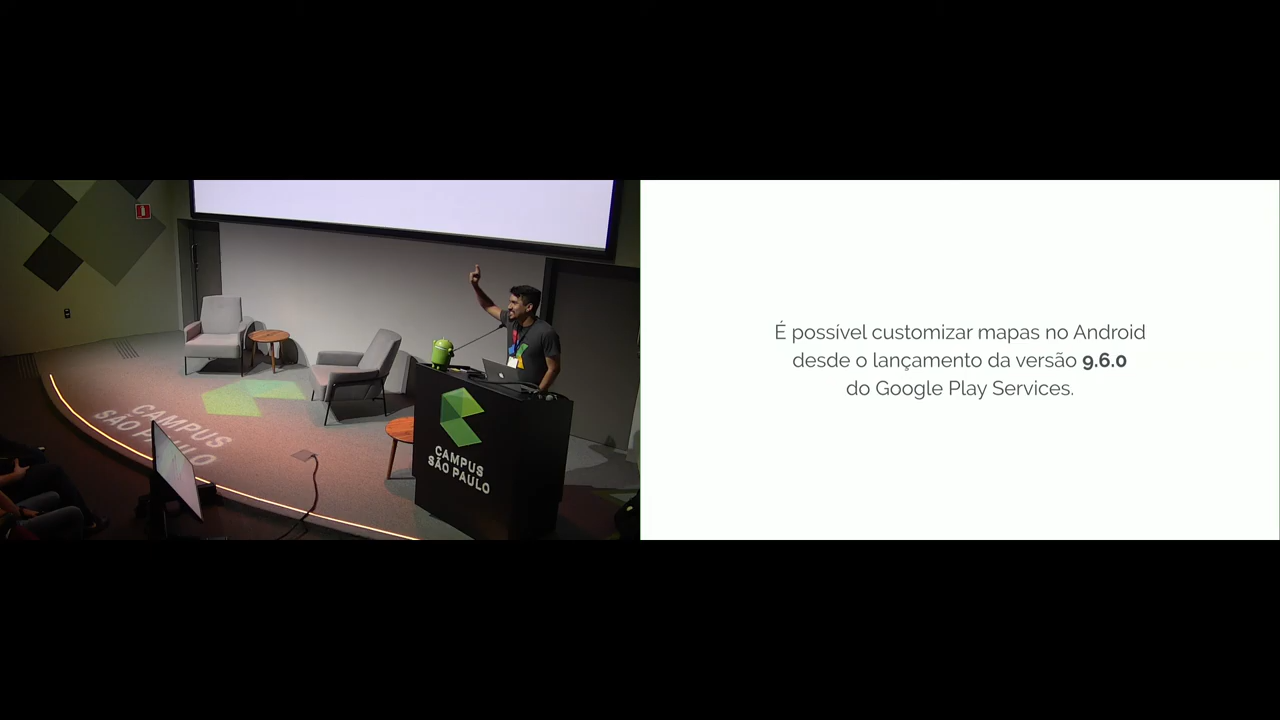 CAMPUS
SÃO PAULO
CAMPUS
SÃO PAULO
É possível customizar mapas no Android
desde o lançamento da versão 9.6.0
do Google Play Services.